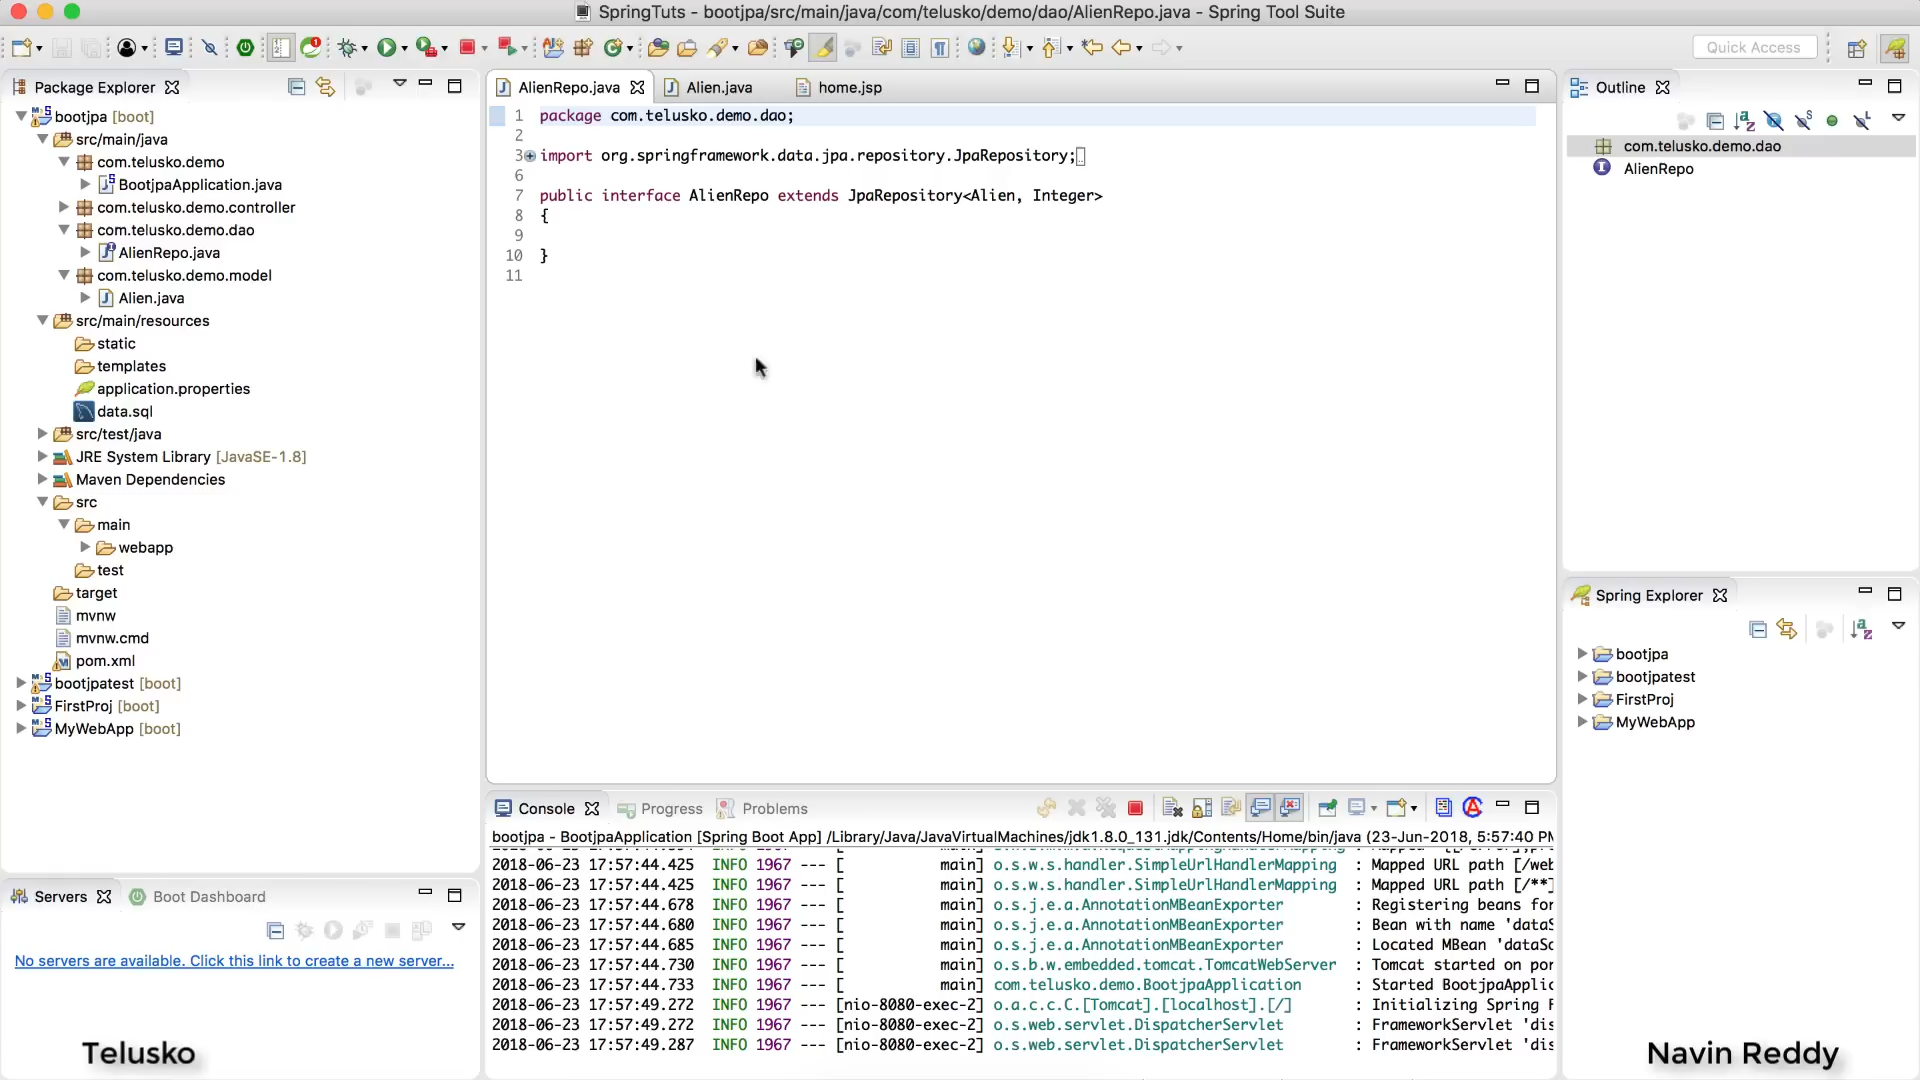 SpringTuts - bootjpa/src/main/java/com/telusko/demo/dao/AlienRepo.java - Spring Tool Suite
Quick Access
Package Explorer
bootjpa [boot]
src/main/java
com.telusko.demo
BootjpaApplication.java
com.telusko.demo.controller
com.telusko.demo.dao
AlienRepo.java
com.telusko.demo.model
Alien.java
src/main/resources
static
templates
application.properties
data.sql
src/test/java
JRE System Library [JavaSE-1.8]
Maven Dependencies
src
main
webapp
test
target
mvnw
mvnw.cmd
pom.xml
bootjpatest [boot]
FirstProj [boot]
MyWebApp [boot]
Servers
Boot Dashboard
No servers are available. Click this link to create a new server...
Telusko
AlienRepo.java
Alien.java
home.jsp
1 package com.telusko.demo.dao;
2
3 import org.springframework.data.jpa.repository.JpaRepository;
6
7 public interface AlienRepo extends JpaRepository<Alien, Integer>
8 {
9
10 }
11
Console
Progress
Problems
bootjpa - BootjpaApplication [Spring Boot App] /Library/Java/JavaVirtualMachines/jdk1.8.0_131.jdk/Contents/Home/bin/java (23-Jun-2018, 5:57:40 PM
2018-06-23 17:57:44.425 INFO 1967 --- [ main] o.s.w.s.handler.SimpleUrlHandlerMapping : Mapped URL path [/web
2018-06-23 17:57:44.425 INFO 1967 --- [ main] o.s.w.s.handler.SimpleUrlHandlerMapping : Mapped URL path [/**]
2018-06-23 17:57:44.678 INFO 1967 --- [ main] o.s.j.e.a.AnnotationMBeanExporter : Registering beans for
2018-06-23 17:57:44.680 INFO 1967 --- [ main] o.s.j.e.a.AnnotationMBeanExporter : Bean with name 'dataS
2018-06-23 17:57:44.685 INFO 1967 --- [ main] o.s.j.e.a.AnnotationMBeanExporter : Located MBean 'dataSo
2018-06-23 17:57:44.730 INFO 1967 --- [ main] o.s.b.w.embedded.tomcat.TomcatWebServer : Tomcat started on por
2018-06-23 17:57:44.733 INFO 1967 --- [ main] com.telusko.demo.BootjpaApplication : Started BootjpaApplic
2018-06-23 17:57:49.272 INFO 1967 --- [nio-8080-exec-2] o.a.c.c.C.[Tomcat].[localhost].[/] : Initializing Spring F
2018-06-23 17:57:49.272 INFO 1967 --- [nio-8080-exec-2] o.s.web.servlet.DispatcherServlet : FrameworkServlet 'dis
2018-06-23 17:57:49.287 INFO 1967 --- [nio-8080-exec-2] o.s.web.servlet.DispatcherServlet : FrameworkServlet 'dis
Outline
com.telusko.demo.dao
AlienRepo
Spring Explorer
bootjpa
bootjpatest
FirstProj
MyWebApp
Navin Reddy